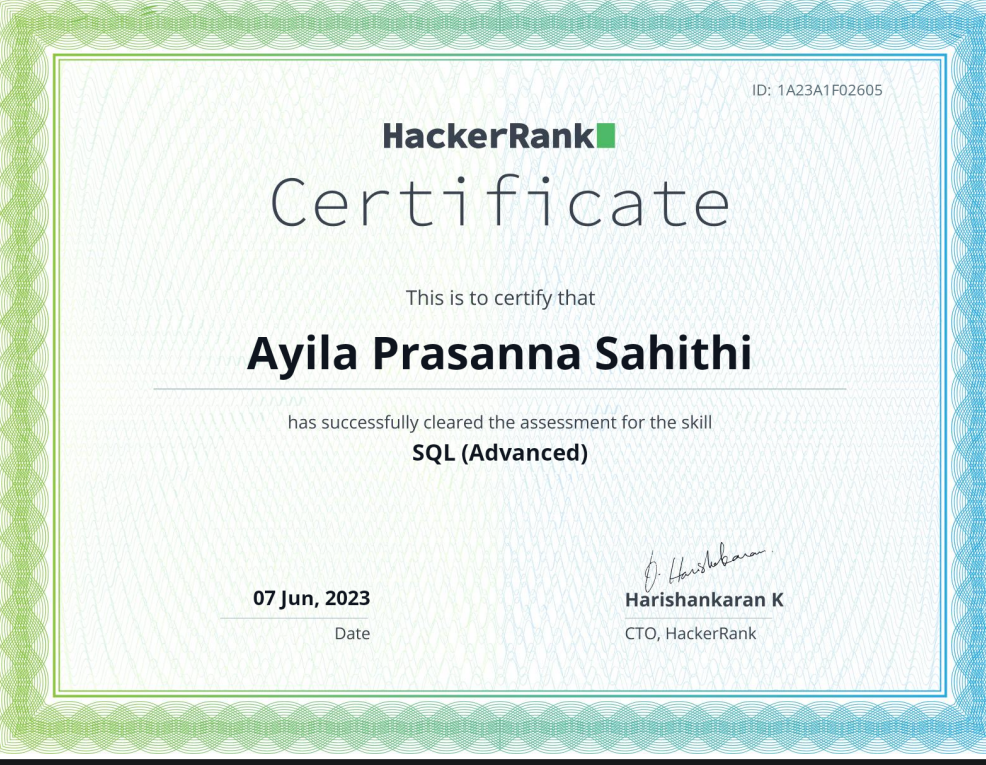 ID: 1A23A1F02605
HackerRank
Certificate
This is to certify that
Ayila Prasanna Sahithi
has successfully cleared the assessment for the skill
SQL (Advanced)
D. Harishankaran
07 Jun, 2023
Harishankaran K
Date
CTO, HackerRank